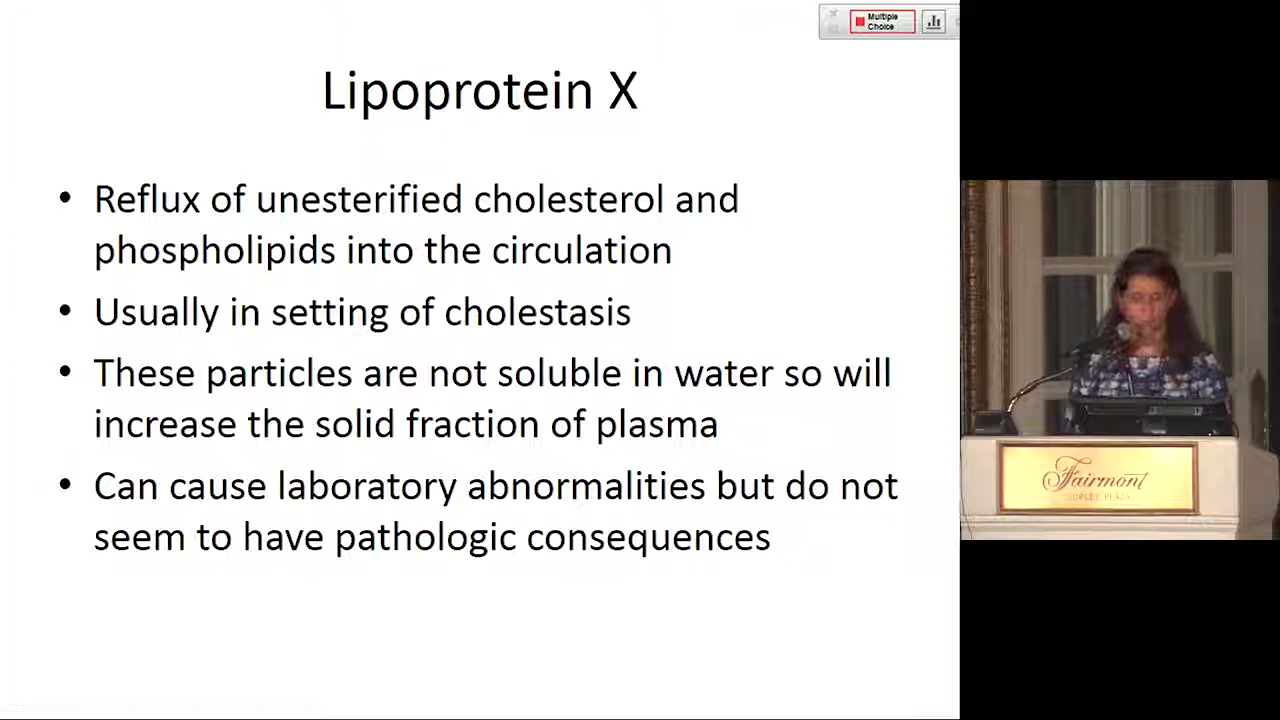 Multiple
Choice
Lipoprotein X
• Reflux of unesterified cholesterol and
phospholipids into the circulation
• Usually in setting of cholestasis
• These particles are not soluble in water so will
increase the solid fraction of plasma
• Can cause laboratory abnormalities but do not
seem to have pathologic consequences
Fairmont
COPLEY PLAZA